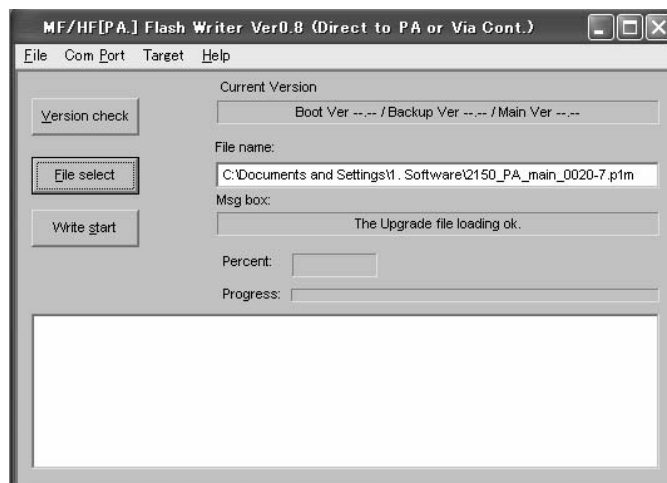 MF/HF[PA.] Flash Writer Ver0.8 (Direct to PA or Via Cont.)
File Com Port Target Help
Current Version
Version check
Boot Ver --.-- / Backup Ver --.-- / Main Ver --.--
File name:
File select
C:\Documents and Settings\1. Software\2150_PA_main_0020-7.p1m
Msg box:
Write start
The Upgrade file loading ok.
Percent:
Progress: